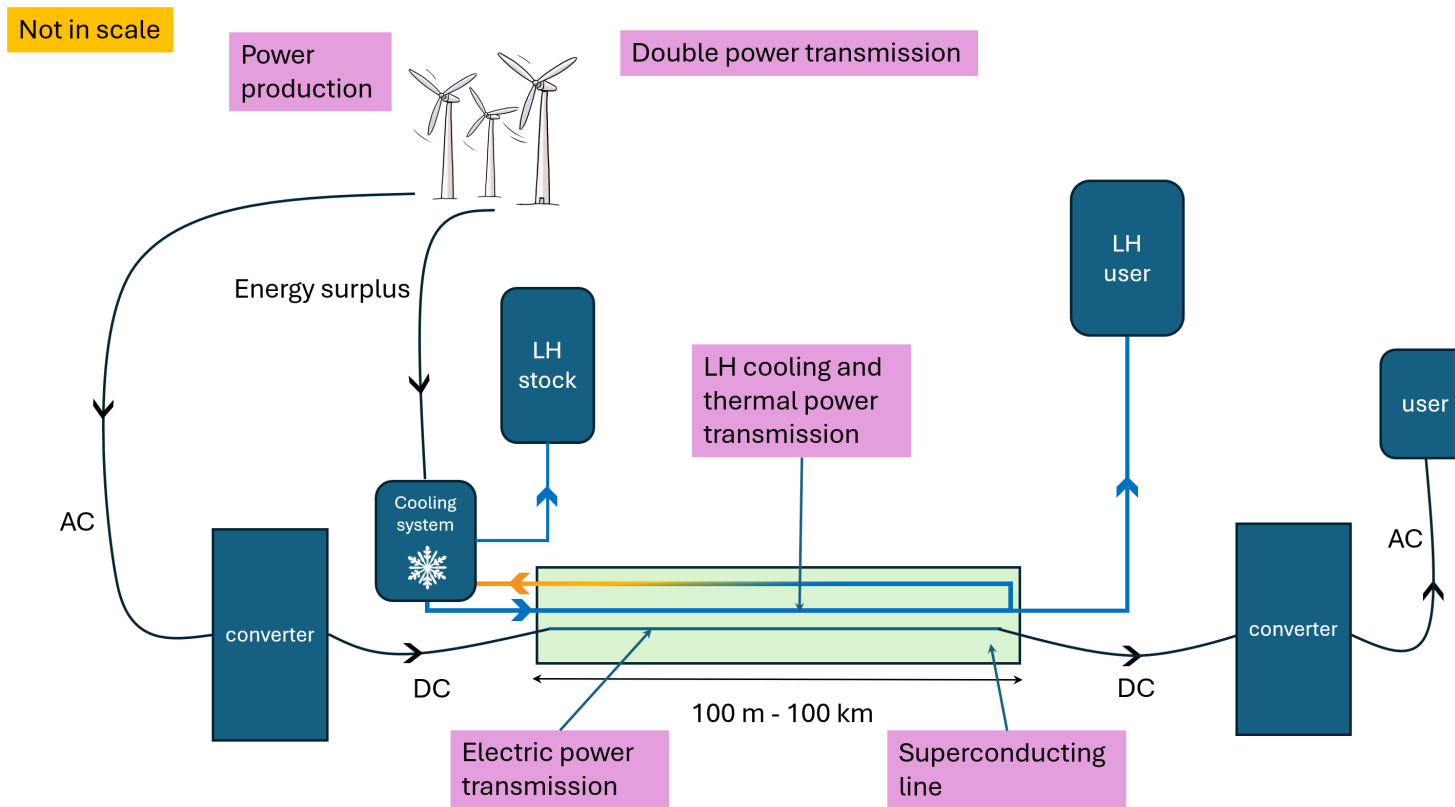 Not in scale
Power
production
Double power transmission
Energy surplus
LH
stock
LH
user
LH cooling and
thermal power
transmission
user
Cooling
system
AC
AC
converter
converter
DC
DC
100 m - 100 km
Electric power
transmission
Superconducting
line